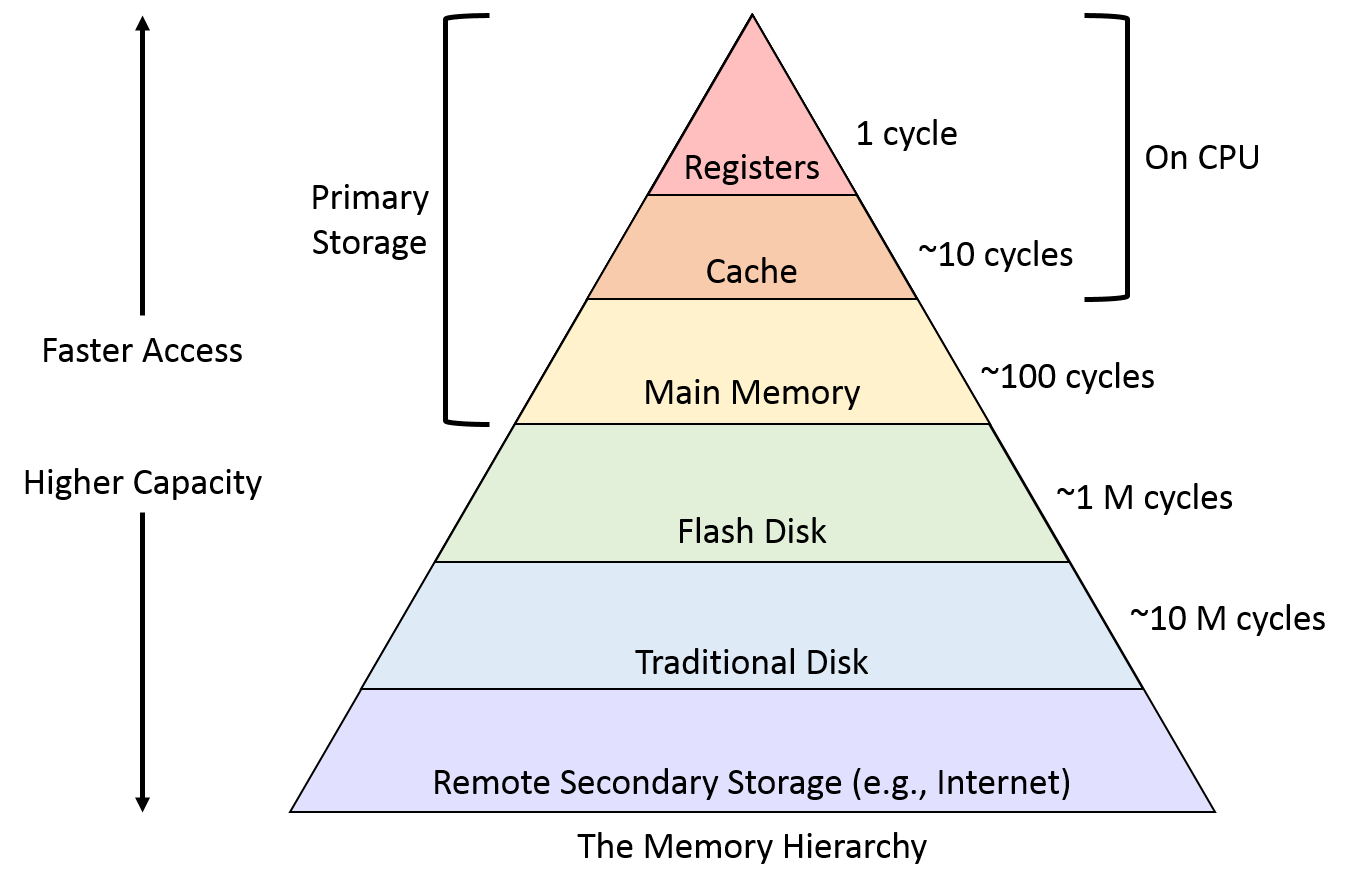 1 cycle
On CPU
Registers
Primary
Storage
~10 cycles
Cache
Faster Access
~100 cycles
Main Memory
Higher Capacity
~1 M cycles
Flash Disk
~10 M cycles
Traditional Disk
Remote Secondary Storage (e.g., Internet)
The Memory Hierarchy